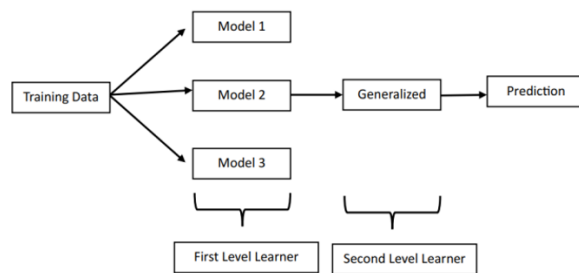 Model 1
Training Data
Model 2
Generalized
Prediction
Model 3
First Level Learner
Second Level Learner